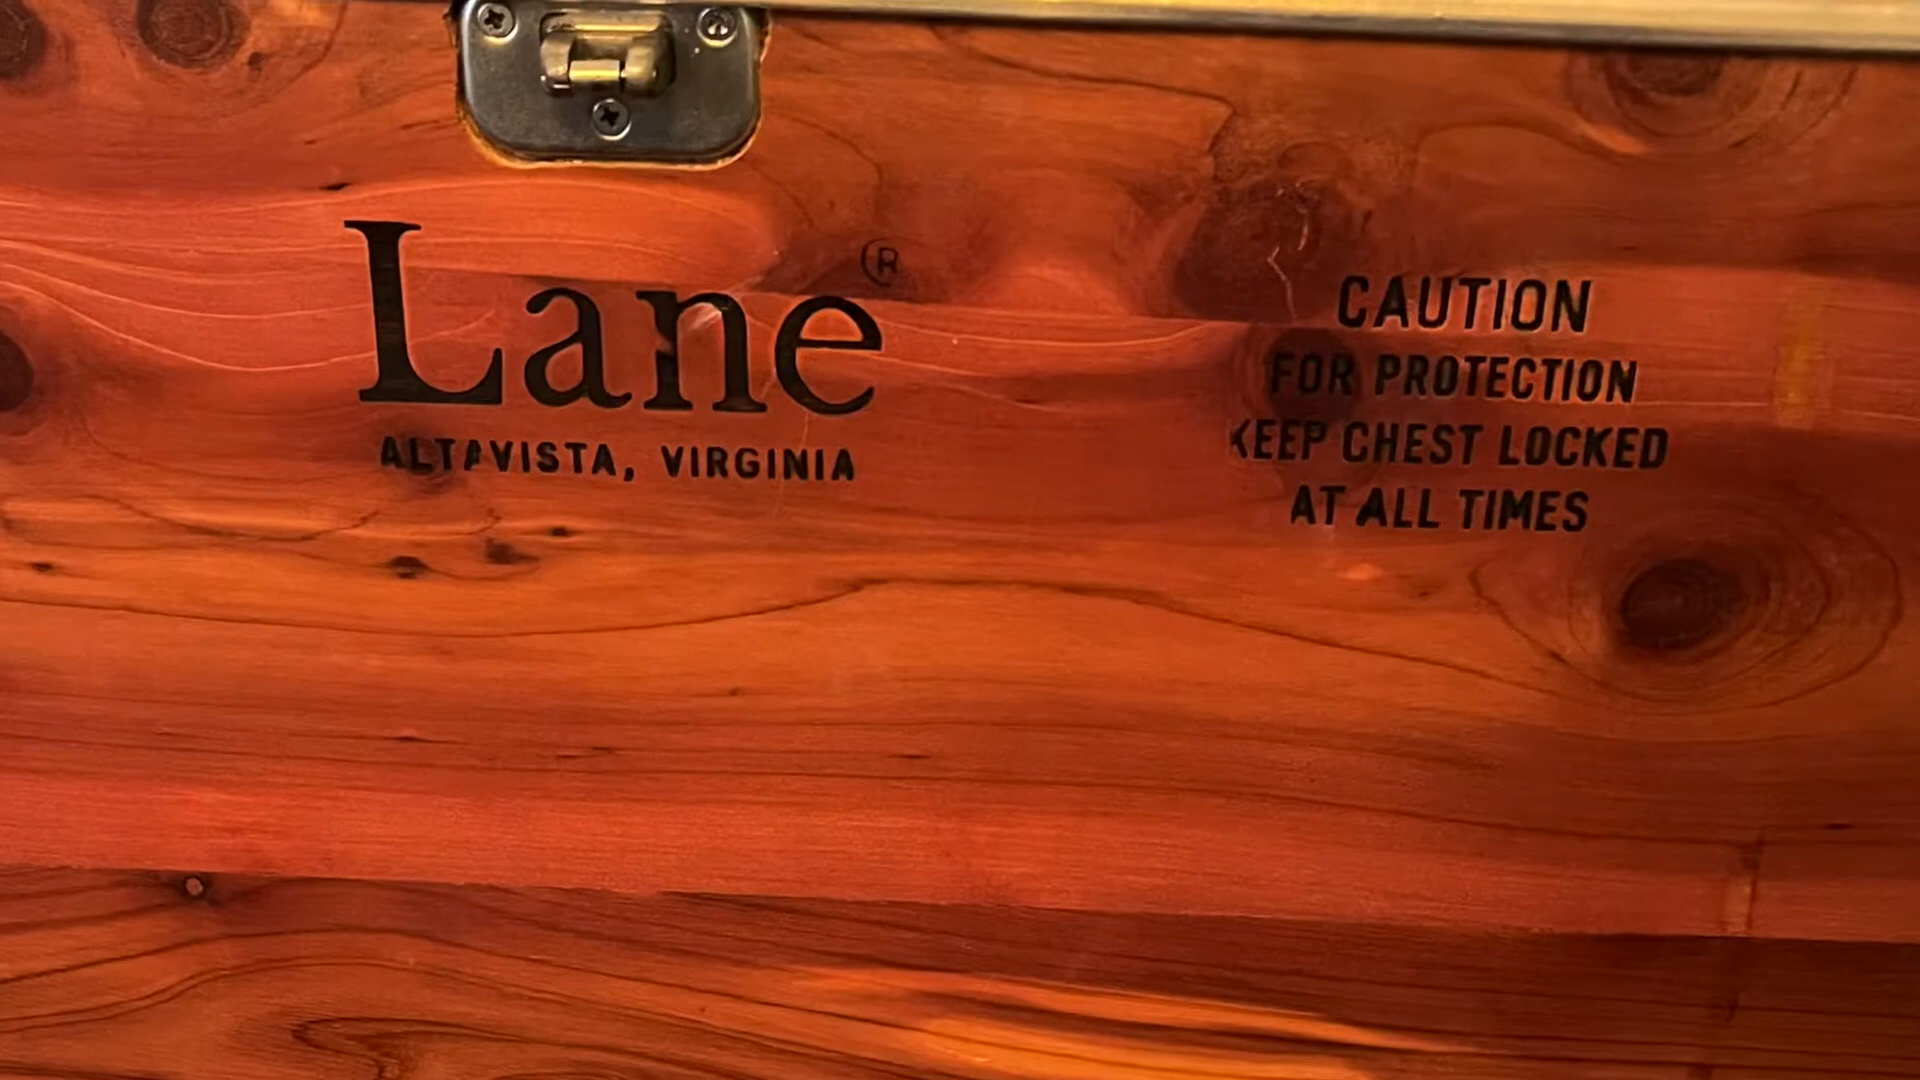 Lane®
ALTAVISTA, VIRGINIA
CAUTION
FOR PROTECTION
KEEP CHEST LOCKED
AT ALL TIMES